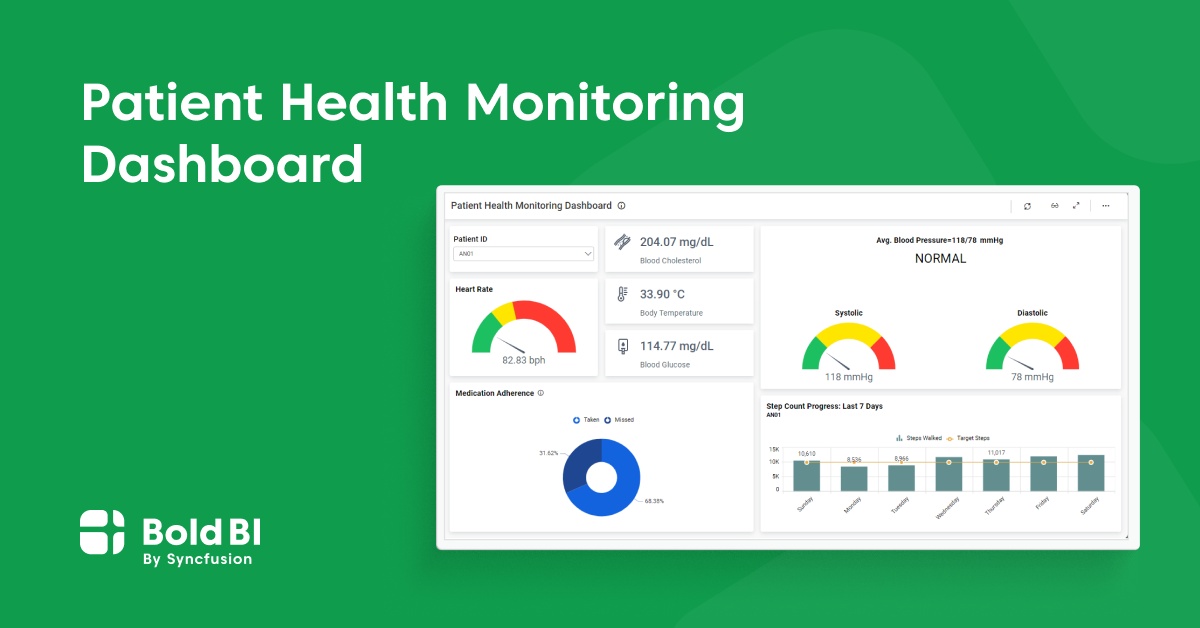 Patient Health Monitoring
Dashboard
Patient Health Monitoring Dashboard
Patient ID
AN01
204.07 mg/dL
Blood Cholesterol
Avg. Blood Pressure=118/78 mmHg
NORMAL
Heart Rate
82.83 bph
33.90 °C
Body Temperature
114.77 mg/dL
Blood Glucose
Systolic
118 mmHg
Diastolic
78 mmHg
Medication Adherence
Taken Missed
31.62%
68.38%
Step Count Progress: Last 7 Days
AN01
Steps Walked Target Steps
15K
10K
5K
0
10,610
8,536
8,966
11,017
Sunday
Monday
Tuesday
Wednesday
Thursday
Friday
Saturday
Bold BI
By Syncfusion